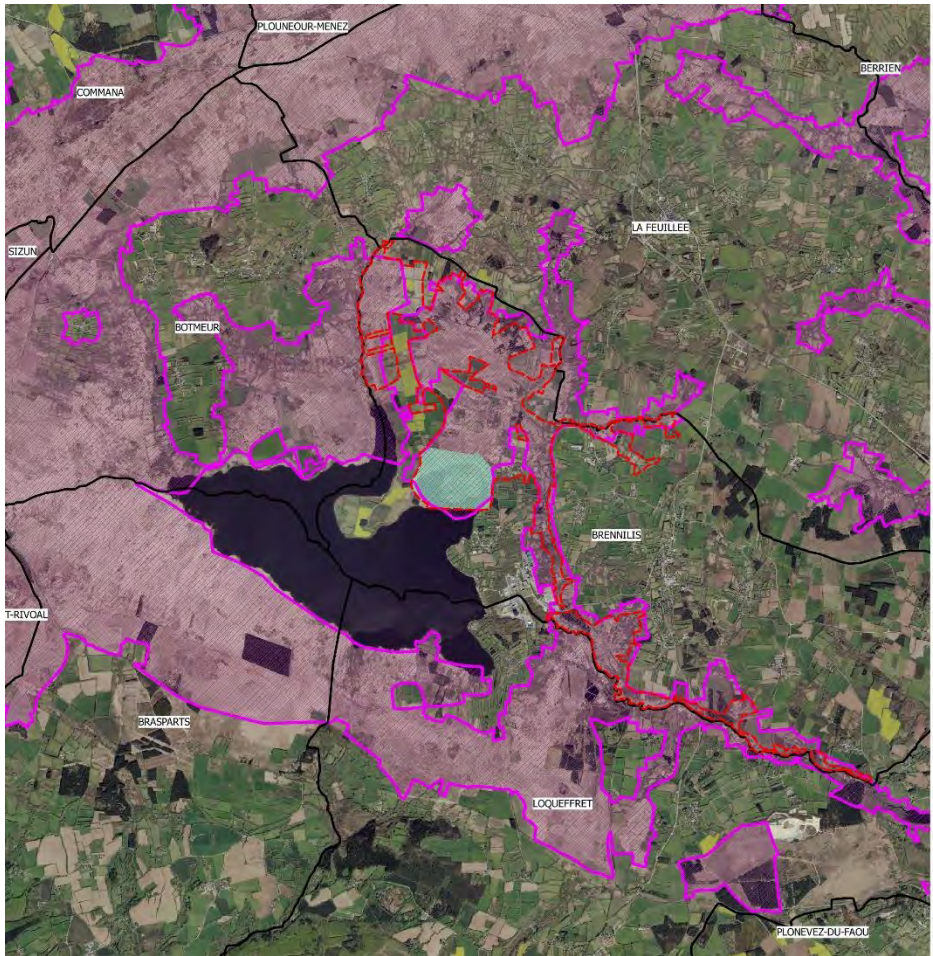 PLOUNEOUR-MENEZ
BERRIEN
COMMANA
LA FEUILLEE
SIZUN
BOTMEUR
BRENNILIS
T-RIVOAL
BRASPARTS
LOQUEFFRET
PLONEVEZ-DU-FAOU